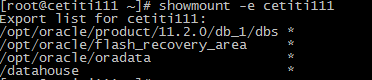 [root@cetiti111 ~]# showmount -e cetiti111
Export list for cetiti111:
/opt/oracle/product/11.2.0/db_1/dbs *
/opt/oracle/flash_recovery_area *
/opt/oracle/oradata *
/datahouse *